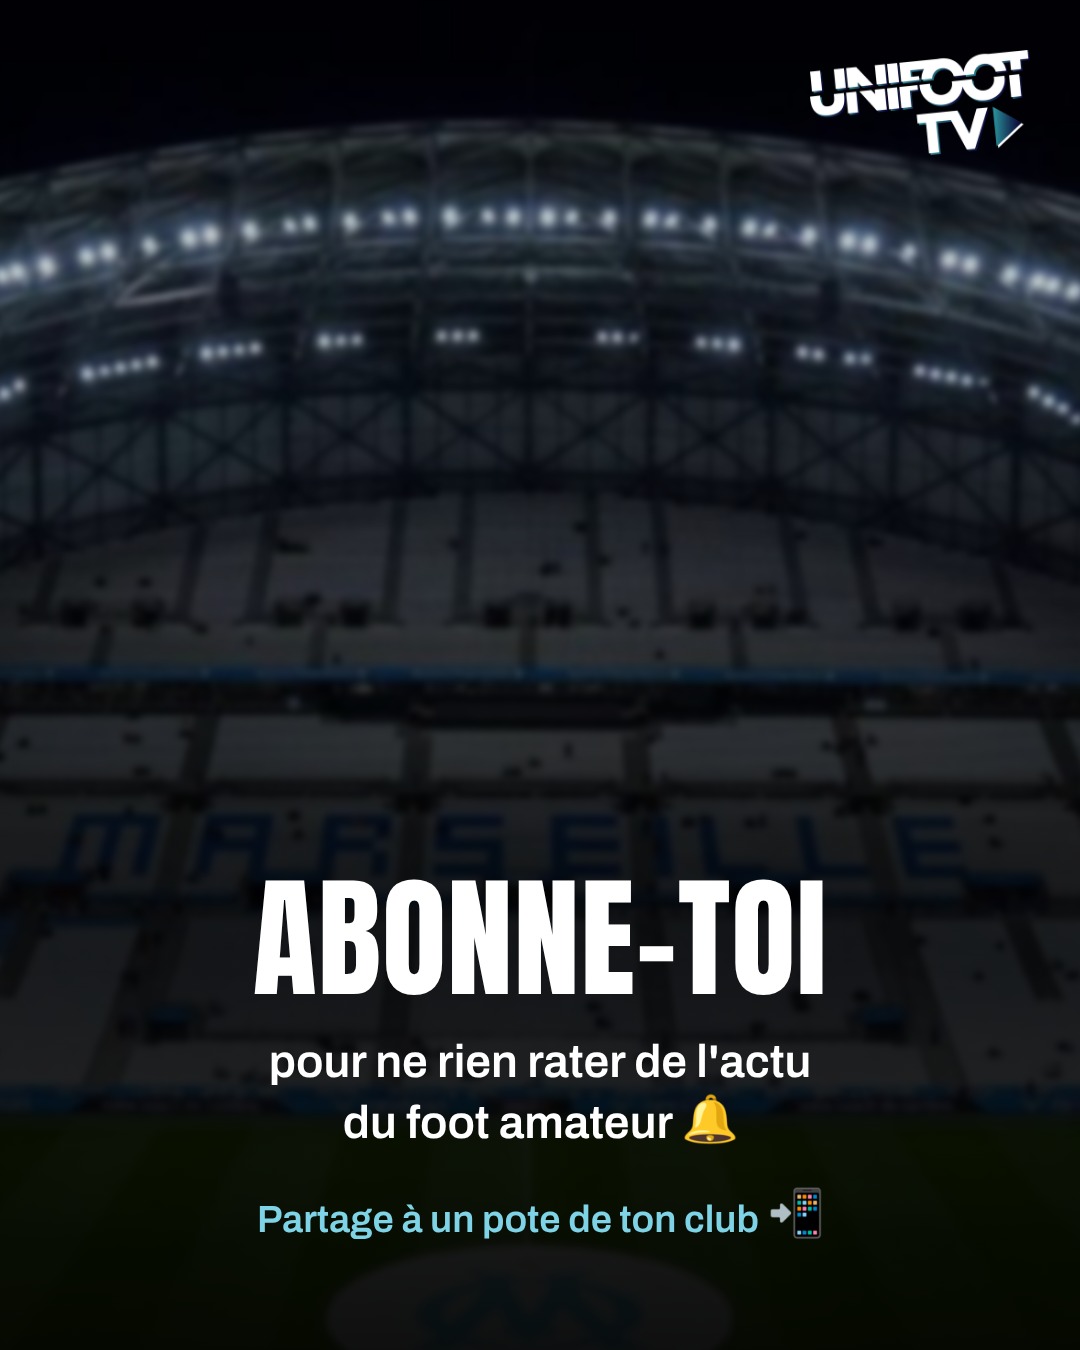 UNIFOOT
TV
MARSEILLE
ABONNE-TOI
pour ne rien rater de l'actu
du foot amateur 🔔
Partage à un pote de ton club 📲